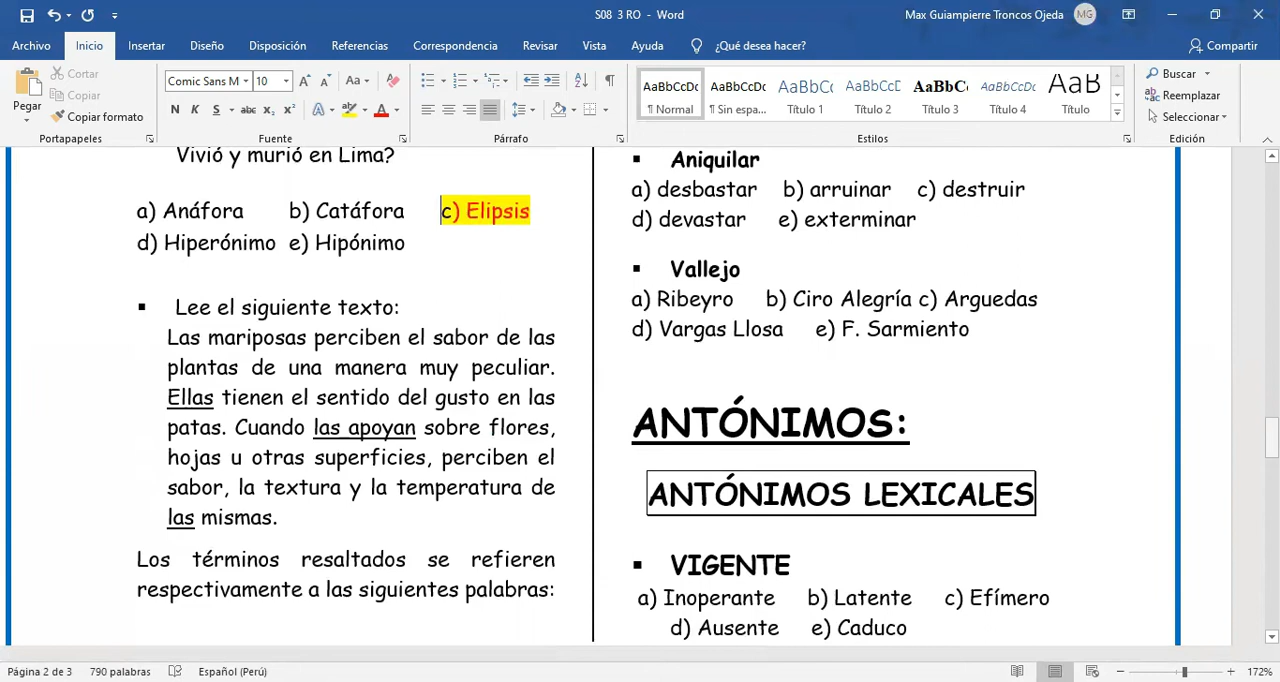 S08 3 RO - Word
Max Guiampierre Troncos Ojeda MG
Archivo Inicio Insertar Diseño Disposición Referencias Correspondencia Revisar Vista Ayuda ¿Qué desea hacer? Compartir
Pegar
Cortar
Copiar
Copiar formato
Portapapeles
Comic Sans M 10
N K S abc x₂ x²
Fuente
Párrafo
AaBbCcDc AaBbCcDc AaBbCc AaBbCcD AaBbCc AaBbCcDc AaB
¶ Normal ¶ Sin espa... Título 1 Título 2 Título 3 Título 4 Título
Estilos
Buscar
Reemplazar
Seleccionar
Edición
Vivió y murió en Lima?
a) Anáfora b) Catáfora c) Elipsis
d) Hiperónimo e) Hipónimo
▪ Lee el siguiente texto:
Las mariposas perciben el sabor de las
plantas de una manera muy peculiar.
Ellas tienen el sentido del gusto en las
patas. Cuando las apoyan sobre flores,
hojas u otras superficies, perciben el
sabor, la textura y la temperatura de
las mismas.
Los términos resaltados se refieren
respectivamente a las siguientes palabras:
▪ Aniquilar
a) desbastar b) arruinar c) destruir
d) devastar e) exterminar
▪ Vallejo
a) Ribeyro b) Ciro Alegría c) Arguedas
d) Vargas Llosa e) F. Sarmiento
ANTÓNIMOS:
ANTÓNIMOS LEXICALES
▪ VIGENTE
a) Inoperante b) Latente c) Efímero
d) Ausente e) Caduco
Página 2 de 3 790 palabras Español (Perú) 172%